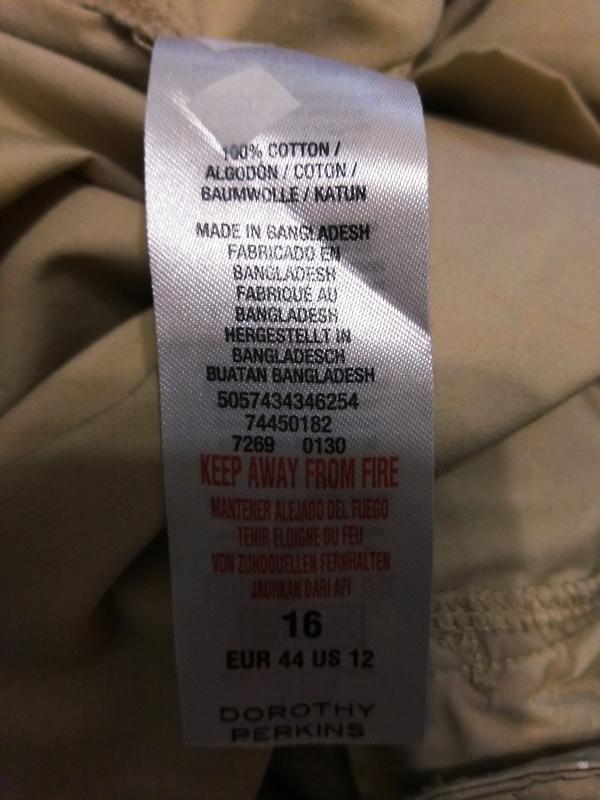 100% COTTON /
ALGODON / COTON /
BAUMWOLLE / KATUN
MADE IN BANGLADESH
FABRICADO EN
BANGLADESH
FABRIQUE AU
BANGLADESH
HERGESTELLT IN
BANGLADESCH
BUATAN BANGLADESH
5057434346254
74450182
7269 0130
KEEP AWAY FROM FIRE
MANTENER ALEJADO DEL FUEGO
TENIR ELOIGNE DU FEU
VON ZUNDQUELLEN FERNHALTEN
JAUHKAN DARI API
16
EUR 44 US 12
DOROTHY
PERKINS